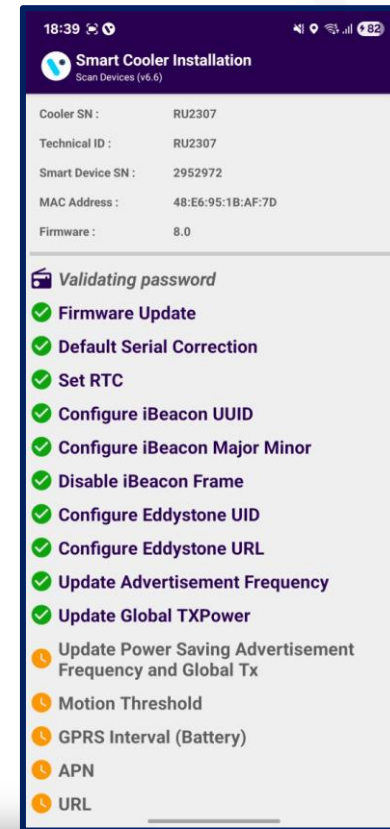 18:39
82
Smart Cooler Installation
Scan Devices (v6.6)
Cooler SN : RU2307
Technical ID : RU2307
Smart Device SN : 2952972
MAC Address : 48:E6:95:1B:AF:7D
Firmware : 8.0
Validating password
Firmware Update
Default Serial Correction
Set RTC
Configure iBeacon UUID
Configure iBeacon Major Minor
Disable iBeacon Frame
Configure Eddystone UID
Configure Eddystone URL
Update Advertisement Frequency
Update Global TXPower
Update Power Saving Advertisement
Frequency and Global Tx
Motion Threshold
GPRS Interval (Battery)
APN
URL